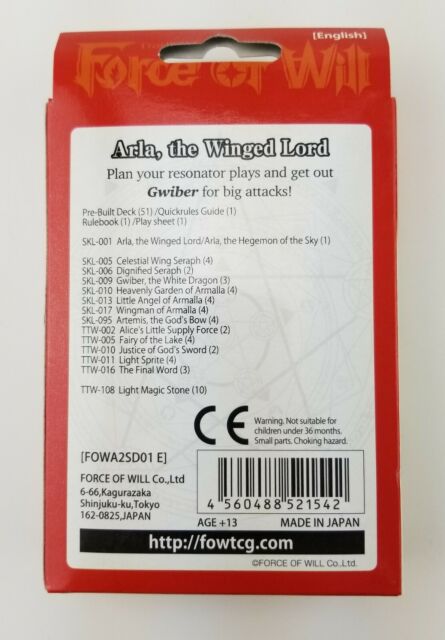 [English]
Force of Will
Arla, the Winged Lord
Plan your resonator plays and get out
Gwiber for big attacks!
Pre-Built Deck (51) /Quickrules Guide (1)
Rulebook (1) /Play sheet (1)
SKL-001 Arla, the Winged Lord/Arla, the Hegemon of the Sky (1)
SKL-005 Celestial Wing Seraph (4)
SKL-006 Dignified Seraph (2)
SKL-009 Gwiber, the White Dragon (3)
SKL-010 Heavenly Garden of Armalla (4)
SKL-013 Little Angel of Armalla (4)
SKL-017 Wingman of Armalla (4)
SKL-095 Artemis, the God's Bow (4)
TTW-002 Alice's Little Supply Force (2)
TTW-005 Fairy of the Lake (4)
TTW-010 Justice of God's Sword (2)
TTW-011 Light Sprite (4)
TTW-016 The Final Word (3)
TTW-108 Light Magic Stone (10)
CE
Warning. Not suitable for
children under 36 months.
Small parts. Choking hazard.
[FOWA2SD01 E]
FORCE OF WILL Co.,Ltd
6-66,Kagurazaka
Shinjuku-ku,Tokyo
162-0825,JAPAN
4 560488 521542
AGE +13
MADE IN JAPAN
http://fowtcg.com
©FORCE OF WILL Co.,Ltd.